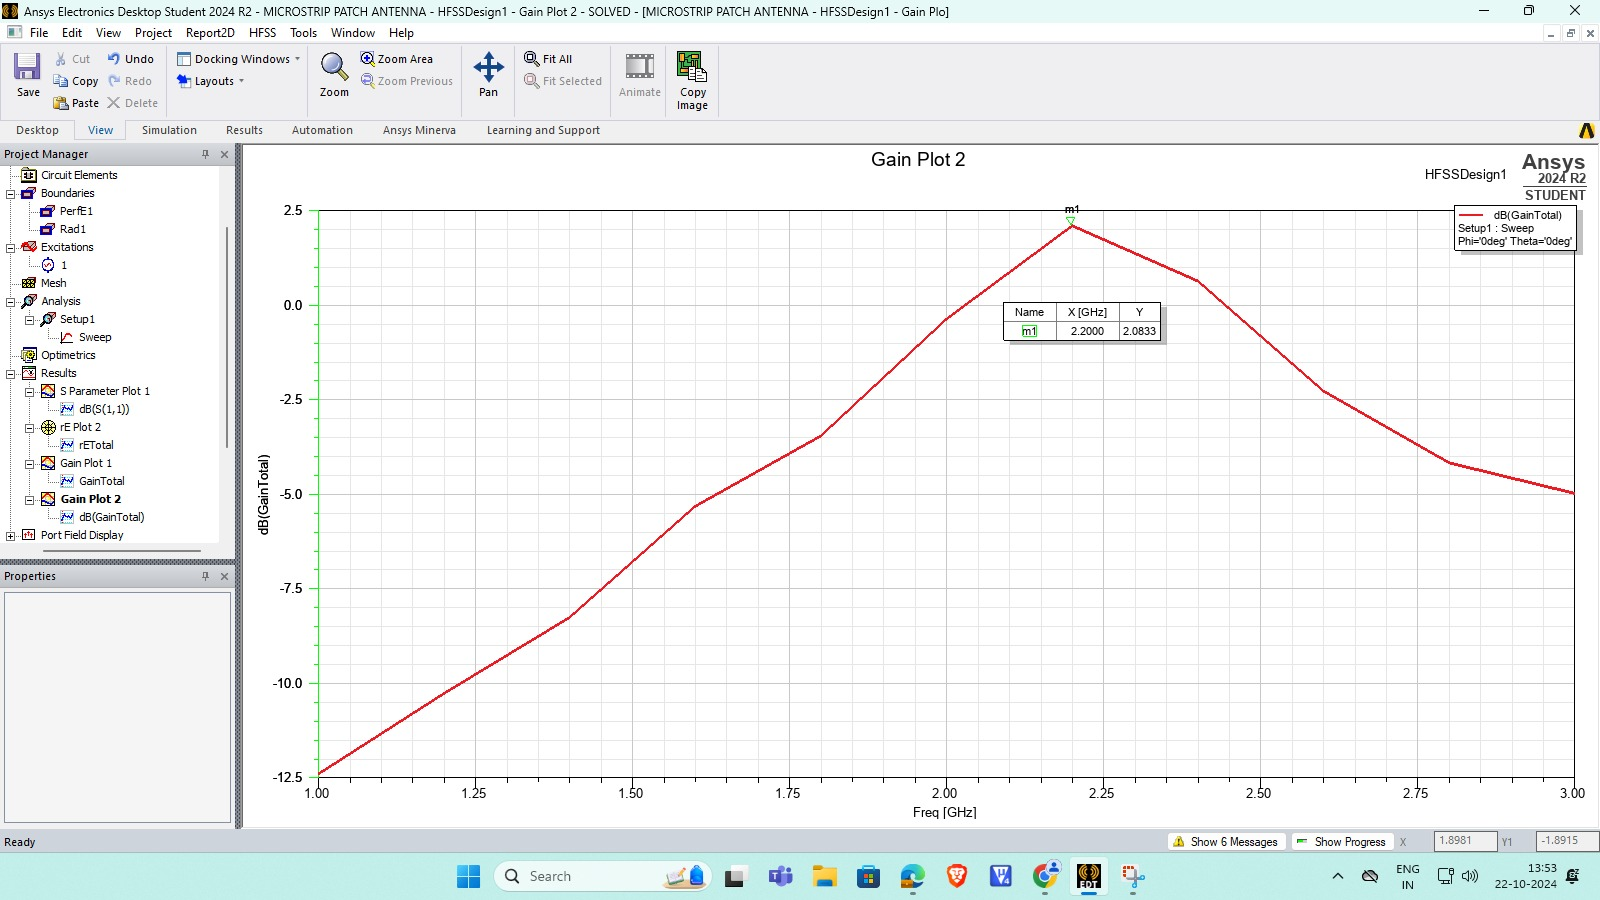 Ansys Electronics Desktop Student 2024 R2 - MICROSTRIP PATCH ANTENNA - HFSSDesign1 - Gain Plot 2 - SOLVED - [MICROSTRIP PATCH ANTENNA - HFSSDesign1 - Gain Plo]
File Edit View Project Report2D HFSS Tools Window Help
Save
Cut
Copy
Paste
Undo
Redo
Delete
Docking Windows
Layouts
Zoom
Zoom Area
Zoom Previous
Pan
Fit All
Fit Selected
Animate
Copy
Image
Desktop View Simulation Results Automation Ansys Minerva Learning and Support
Project Manager
Circuit Elements
Boundaries
PerfE1
Rad1
Excitations
1
Mesh
Analysis
Setup1
Sweep
Optimetrics
Results
S Parameter Plot 1
dB(S(1,1))
rE Plot 2
rETotal
Gain Plot 1
GainTotal
Gain Plot 2
dB(GainTotal)
Port Field Display
Properties
Gain Plot 2
HFSSDesign1
Ansys
2024 R2
STUDENT
dB(GainTotal)
Setup1 : Sweep
Phi='0deg' Theta='0deg'
m1
Name X [GHz] Y
m1 2.2000 2.0833
2.5
0.0
-2.5
-5.0
-7.5
-10.0
-12.5
dB(GainTotal)
1.00 1.25 1.50 1.75 2.00 2.25 2.50 2.75 3.00
Freq [GHz]
Ready
Show 6 Messages Show Progress X 1.8981 Y1 -1.8915
Search
EDT
ENG
IN
13:53
22-10-2024